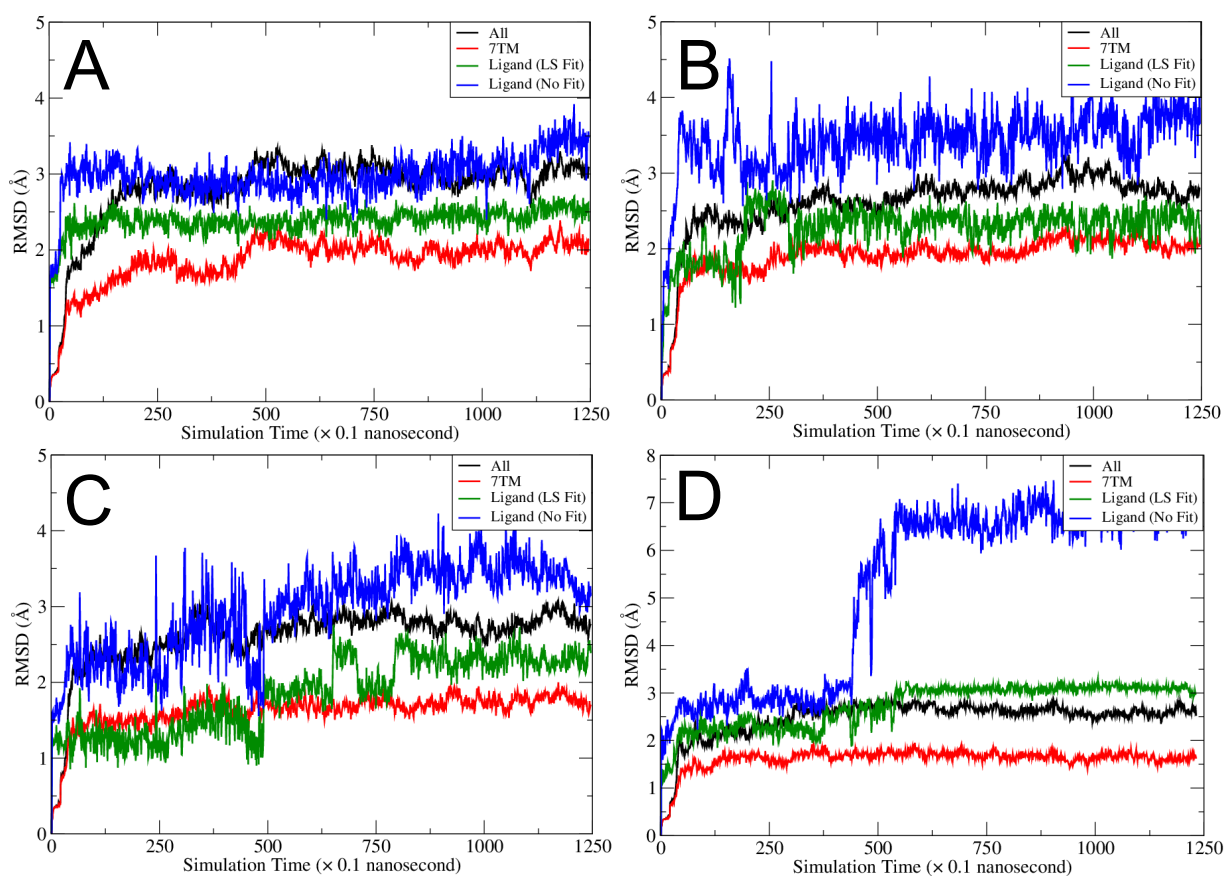 A
5
4
3
2
1
0
RMSD (Å)
0 250 500 750 1000 1250
Simulation Time (× 0.1 nanosecond)
All
7TM
Ligand (LS Fit)
Ligand (No Fit)
B
5
4
3
2
1
0
RMSD (Å)
0 250 500 750 1000 1250
Simulation Time (× 0.1 nanosecond)
All
7TM
Ligand (LS Fit)
Ligand (No Fit)
C
5
4
3
2
1
0
RMSD (Å)
0 250 500 750 1000 1250
Simulation Time (× 0.1 nanosecond)
All
7TM
Ligand (LS Fit)
Ligand (No Fit)
D
8
7
6
5
4
3
2
1
0
RMSD (Å)
0 250 500 750 1000 1250
Simulation Time (× 0.1 nanosecond)
All
7TM
Ligand (LS Fit)
Ligand (No Fit)